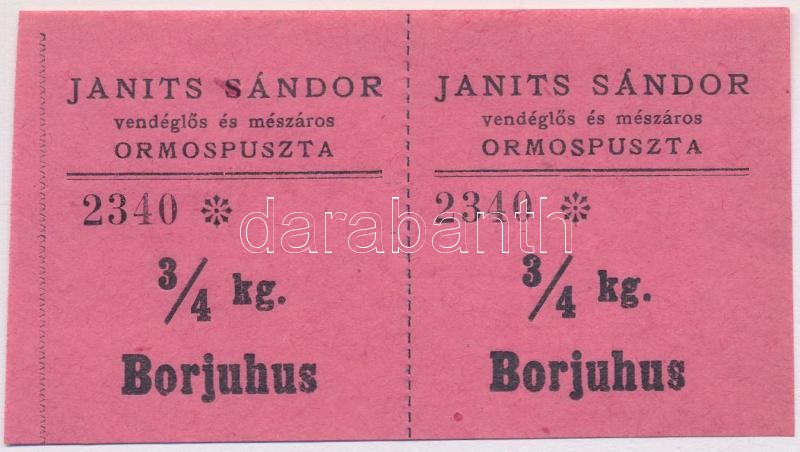 JANITS SÁNDOR
vendéglős és mészáros
ORMOSPUSZTA
2340 ❉
3/4 kg.
Borjuhus
JANITS SÁNDOR
vendéglős és mészáros
ORMOSPUSZTA
2340 ❉
3/4 kg.
Borjuhus
darabanth